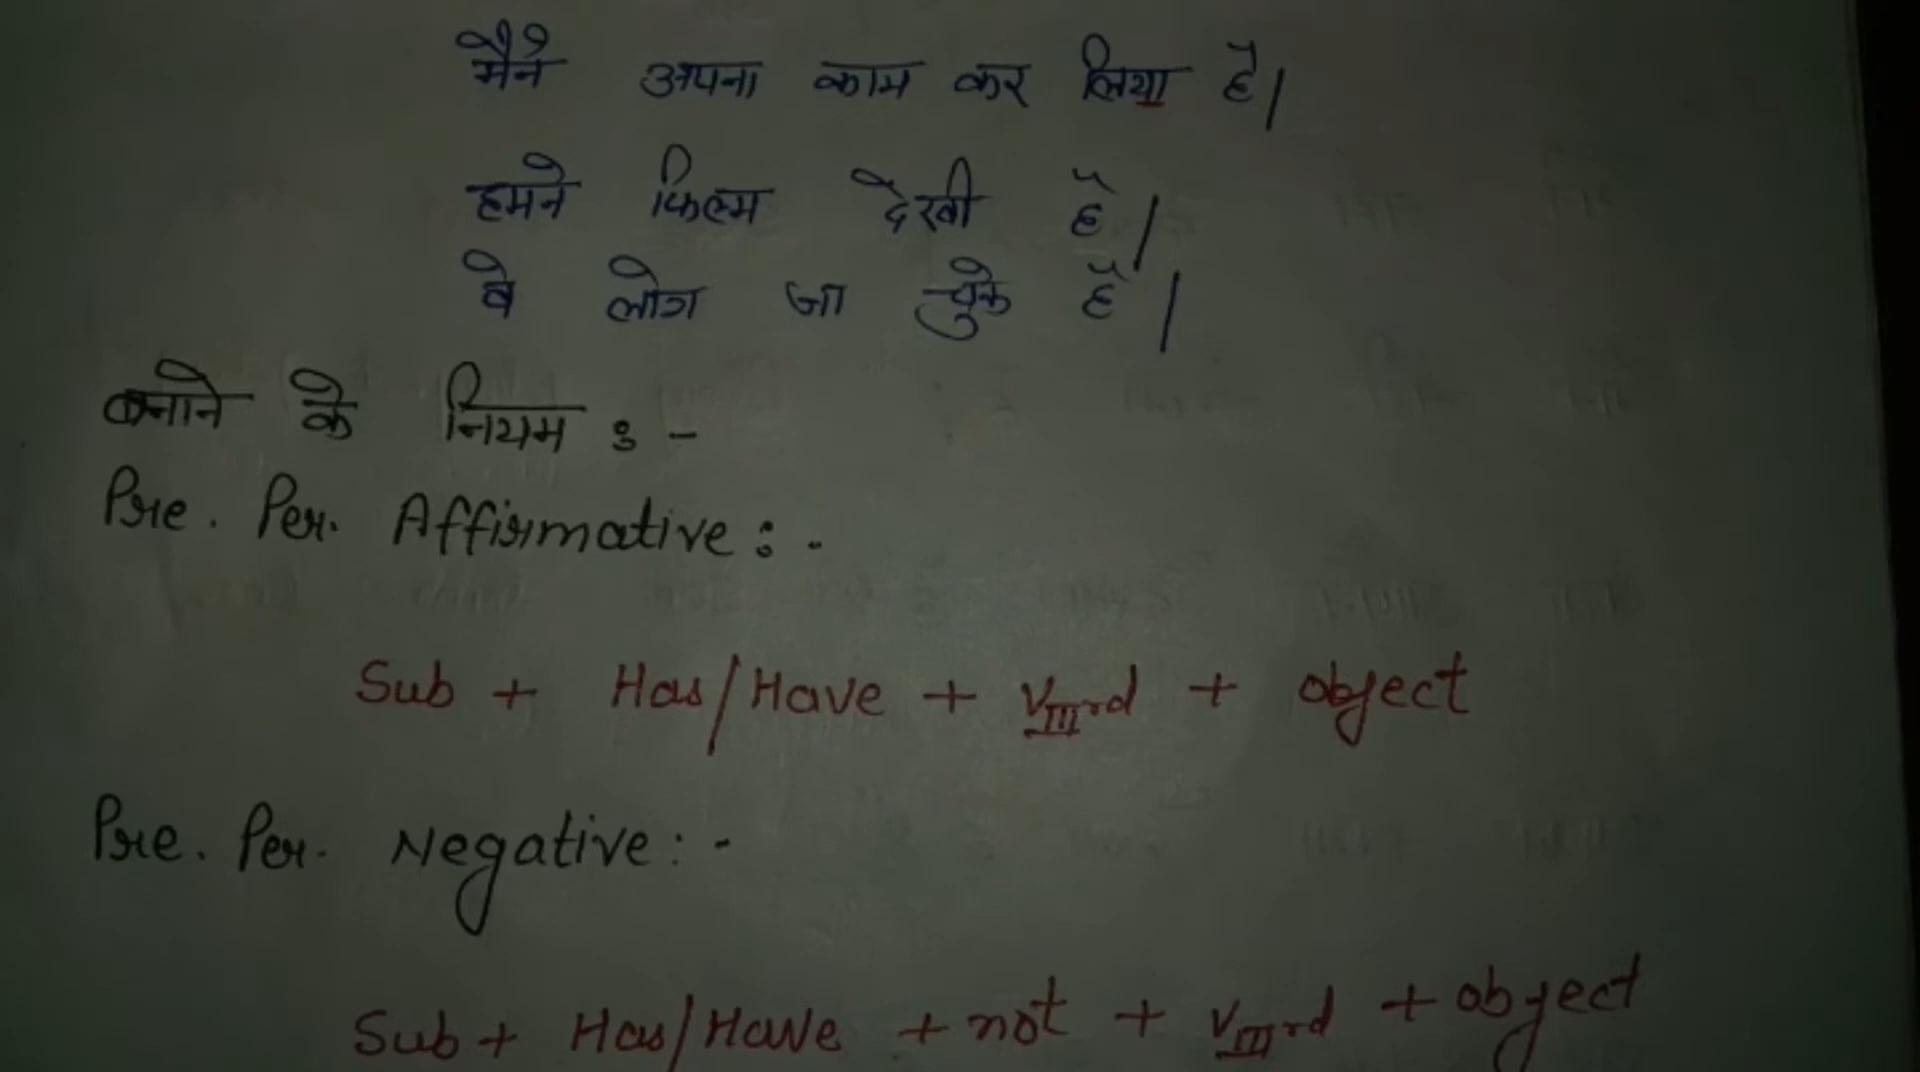 मैने अपना काम कर लिया है।
हमने फिल्म देखी है।
वे लोग जा चुके है।
बनाने के नियम :-
Pre. Per. Affirmative :-
Sub + Has/Have + VIIIrd + object
Pre. Per. Negative :-
Sub + Has/Have + not + VIIIrd + object